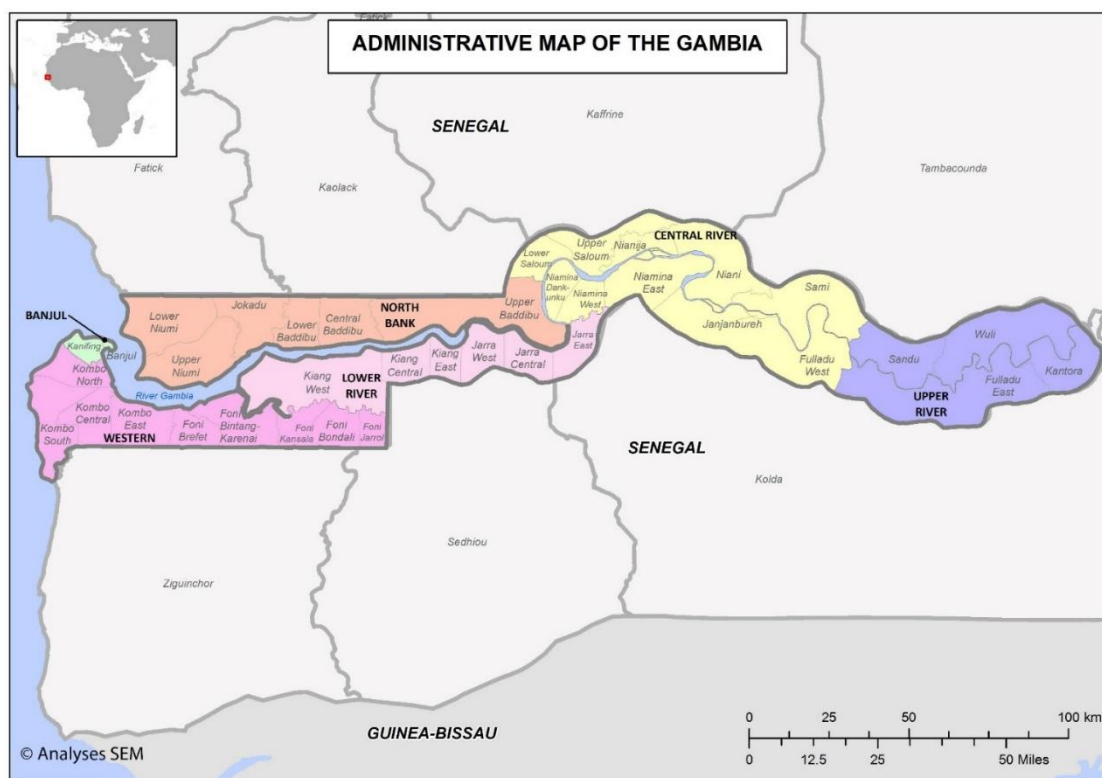 ADMINISTRATIVE MAP OF THE GAMBIA
Fatick
SENEGAL
Kaffrine
Fatick
Kaolack
Tambacounda
CENTRAL RIVER
Lower
Saloum
Upper
Saloum
Nianija
Niani
Sami
Niamina
Dank-
unku
Niamina
West
Niamina
East
Janjanbureh
Fulladu
West
NORTH
BANK
Jokadu
Lower
Niumi
Upper
Niumi
Lower
Baddibu
Central
Baddibu
Upper
Baddibu
BANJUL
Kanifing
Banjul
River Gambia
LOWER
RIVER
Kiang
West
Kiang
Central
Kiang
East
Jarra
West
Jarra
Central
Jarra
East
WESTERN
Kombo
North
Kombo
Central
Kombo
South
Kombo
East
Foni
Brefet
Foni
Bintang-
Karenai
Foni
Kansala
Foni
Bondali
Foni
Jarrol
UPPER
RIVER
Sandu
Wuli
Fulladu
East
Kantora
SENEGAL
Kolda
Sedhiou
Ziguinchor
GUINEA-BISSAU
© Analyses SEM
0 25 50 100 km
0 12.5 25 50 Miles